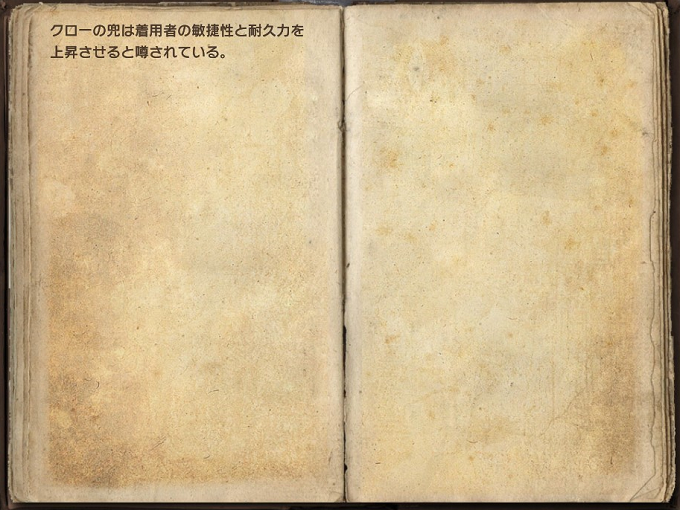 クローの兜は着用者の敏捷性と耐久力を
上昇させると噂されている。